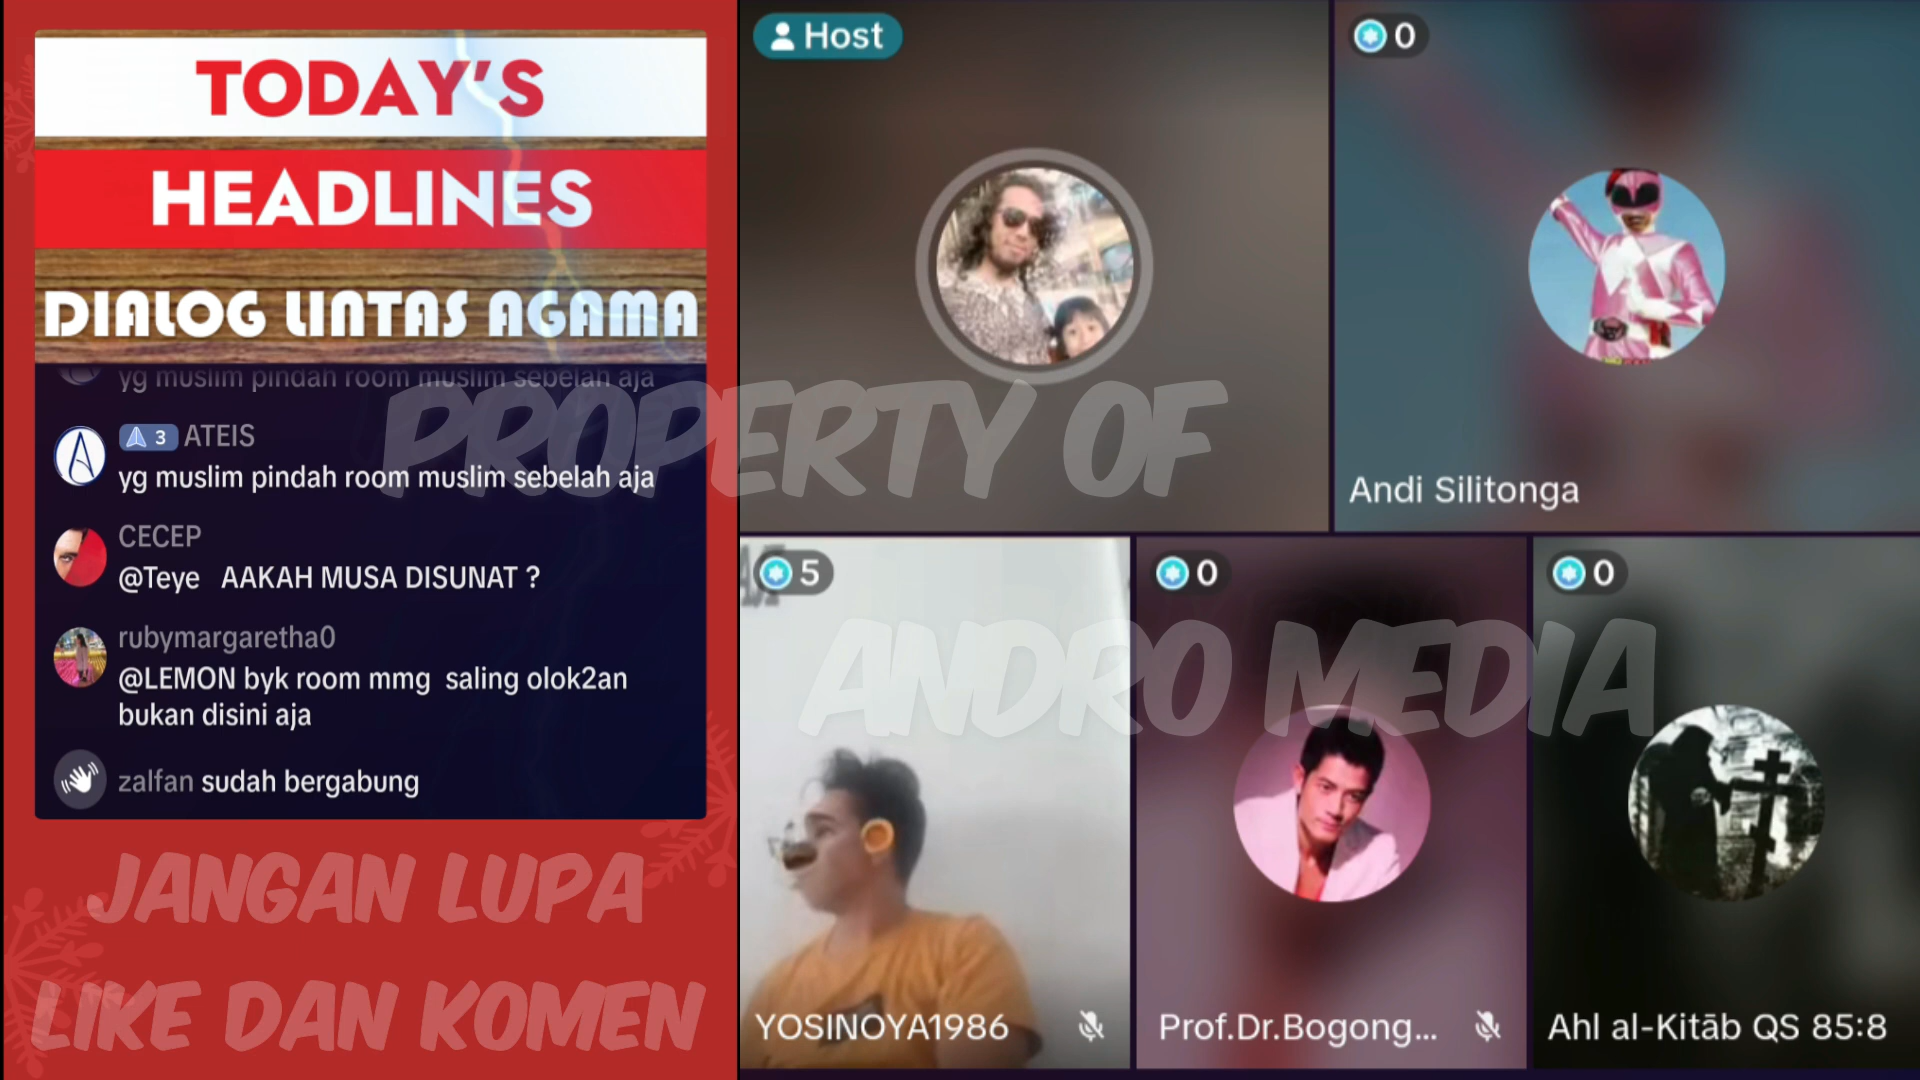 TODAY'S
HEADLINES
DIALOG LINTAS AGAMA
yg muslim pindah room muslim sebelah aja
3 ATEIS
yg muslim pindah room muslim sebelah aja
CECEP
@Teye AAKAH MUSA DISUNAT ?
rubymargaretha0
@LEMON byk room mmg saling olok2an
bukan disini aja
zalfan sudah bergabung
JANGAN LUPA
LIKE DAN KOMEN
Host
0
Andi Silitonga
5
YOSINOYA1986
0
Prof.Dr.Bogong...
0
Ahl al-Kitāb QS 85:8
PROPERTY OF
ANDRO MEDIA